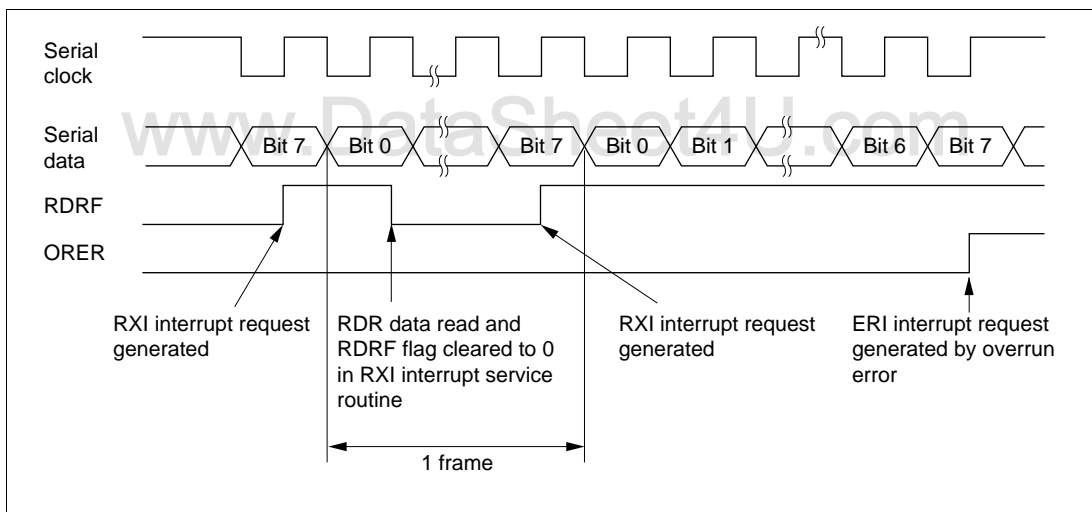 Serial
clock
www.DataSheet4U.com
Serial
data
Bit 7
Bit 0
Bit 7
Bit 0
Bit 1
Bit 6
Bit 7
RDRF
ORER
RXI interrupt request
generated
RDR data read and
RDRF flag cleared to 0
in RXI interrupt service
routine
RXI interrupt request
generated
ERI interrupt request
generated by overrun
error
1 frame